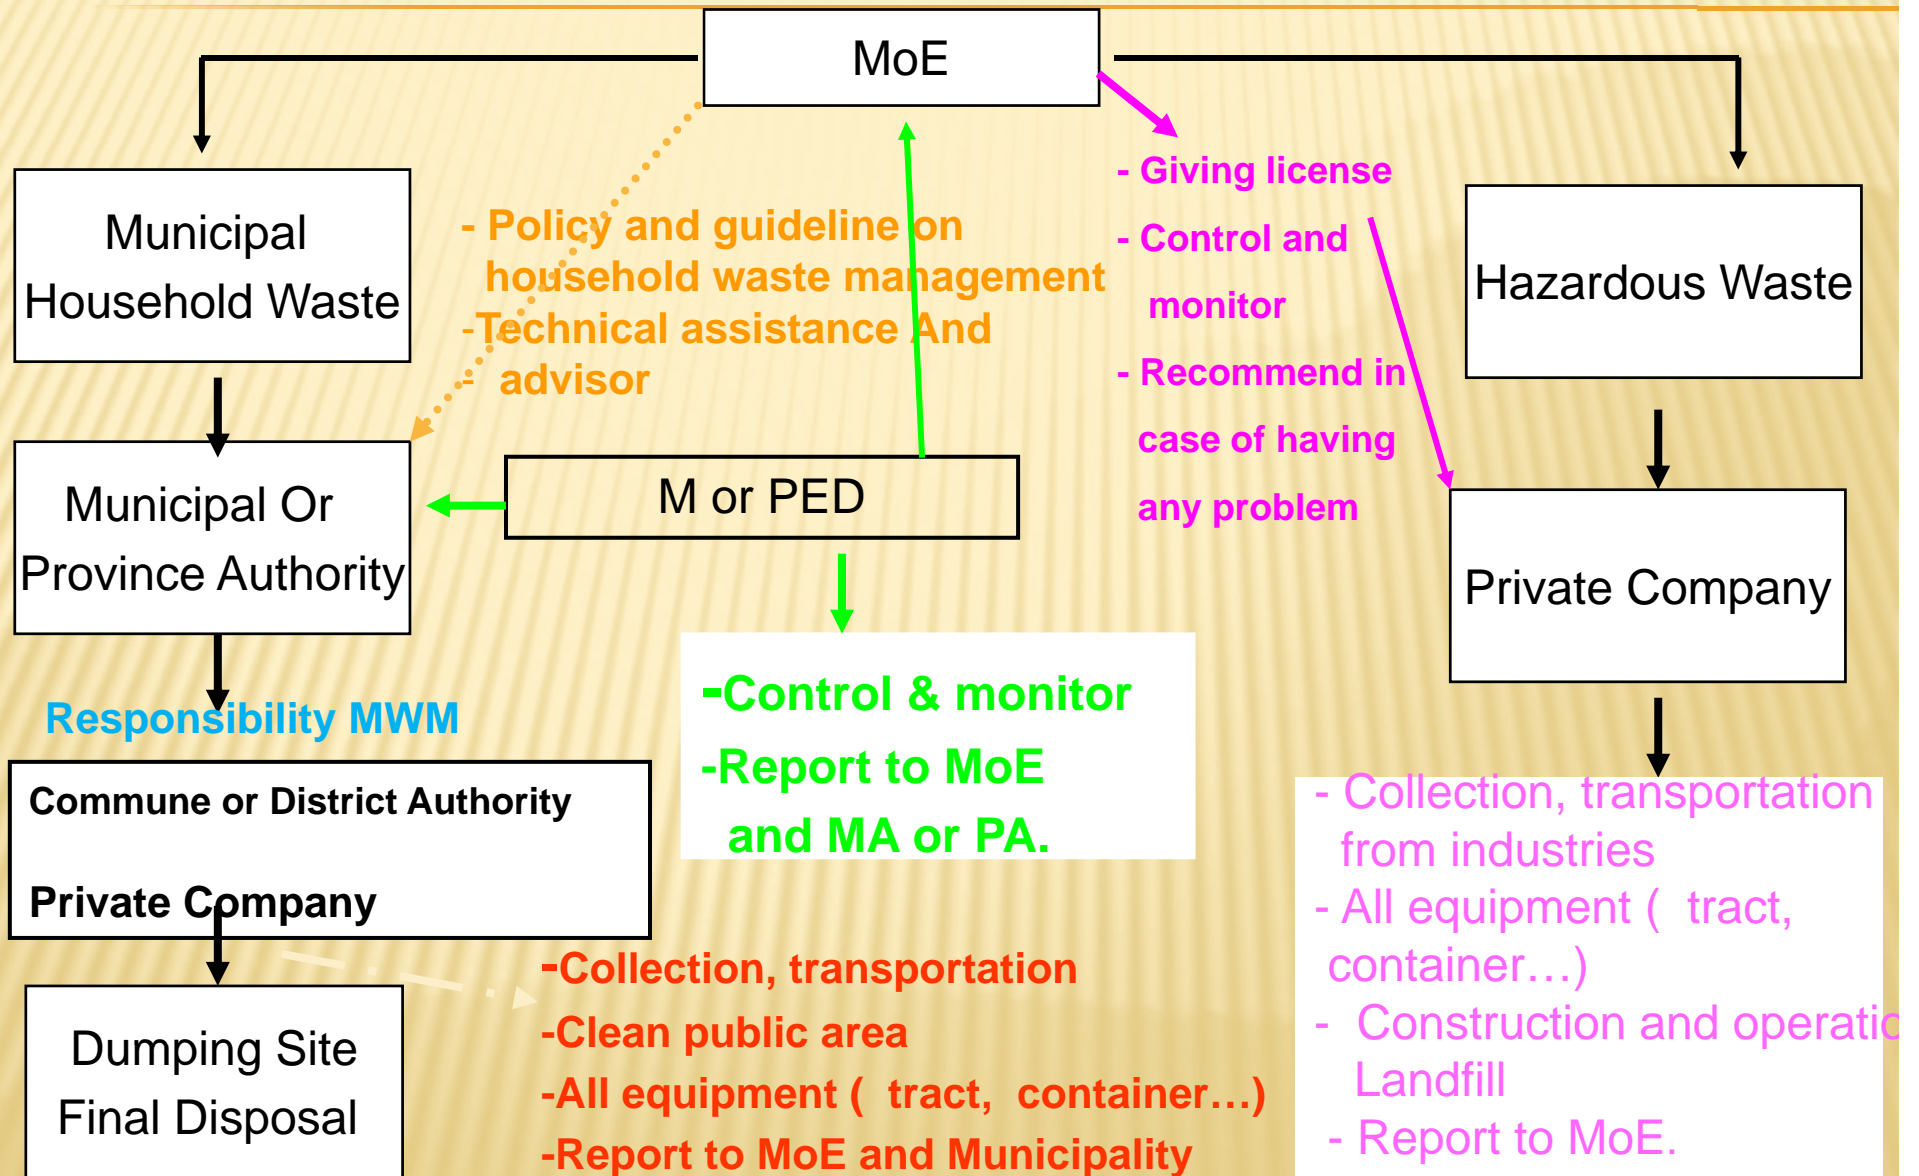 MoE
Municipal
Household Waste
- Policy and guideline on
household waste management
-Technical assistance And
- advisor
- Giving license
- Control and
monitor
- Recommend in
case of having
any problem
Hazardous Waste
Municipal Or
Province Authority
M or PED
Private Company
Responsibility MWM
-Control & monitor
-Report to MoE
and MA or PA.
Commune or District Authority
Private Company
- Collection, transportation
from industries
- All equipment ( tract,
container…)
- Construction and operatio
Landfill
- Report to MoE.
-Collection, transportation
-Clean public area
-All equipment ( tract, container…)
-Report to MoE and Municipality
Dumping Site
Final Disposal